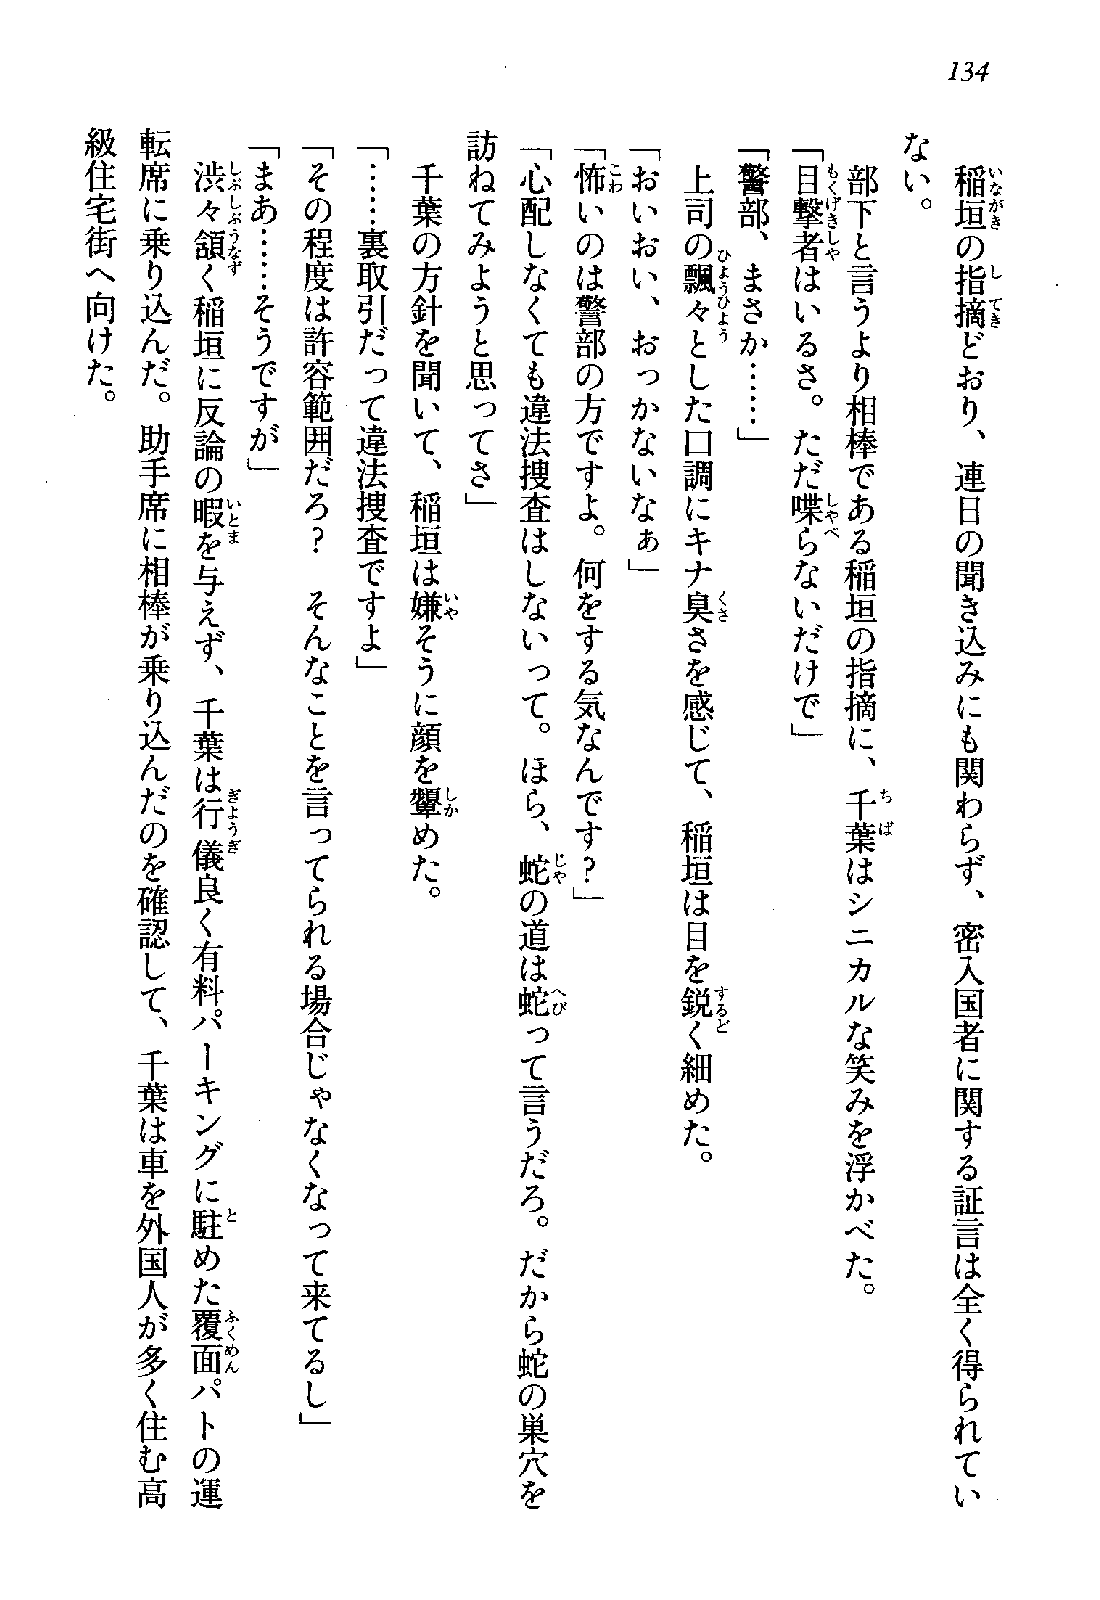 134
稲垣の指摘どおり、連日の聞き込みにも関わらず、密入国者に関する証言は全く得られてい
ない。
部下と言うより相棒である稲垣の指摘に、千葉はシニカルな笑みを浮かべた。
「目撃者はいるさ。ただ喋らないだけで」
「警部、まさか……」
上司の飄々とした口調にキナ臭さを感じて、稲垣は目を鋭く細めた。
「おいおい、おっかないなぁ」
「怖いのは警部の方ですよ。何をする気なんです?」
「心配しなくても違法捜査はしないって。ほら、蛇の道は蛇って言うだろ。だから蛇の巣穴を
訪ねてみようと思ってさ」
千葉の方針を聞いて、稲垣は嫌そうに顔を顰めた。
「……裏取引だって違法捜査ですよ」
「その程度は許容範囲だろ? そんなことを言ってられる場合じゃなくなって来てるし」
「まあ……そうですが」
渋々頷く稲垣に反論の暇を与えず、千葉は行儀良く有料パーキングに駐めた覆面パトの運
転席に乗り込んだ。助手席に相棒が乗り込んだのを確認して、千葉は車を外国人が多く住む高
級住宅街へ向けた。